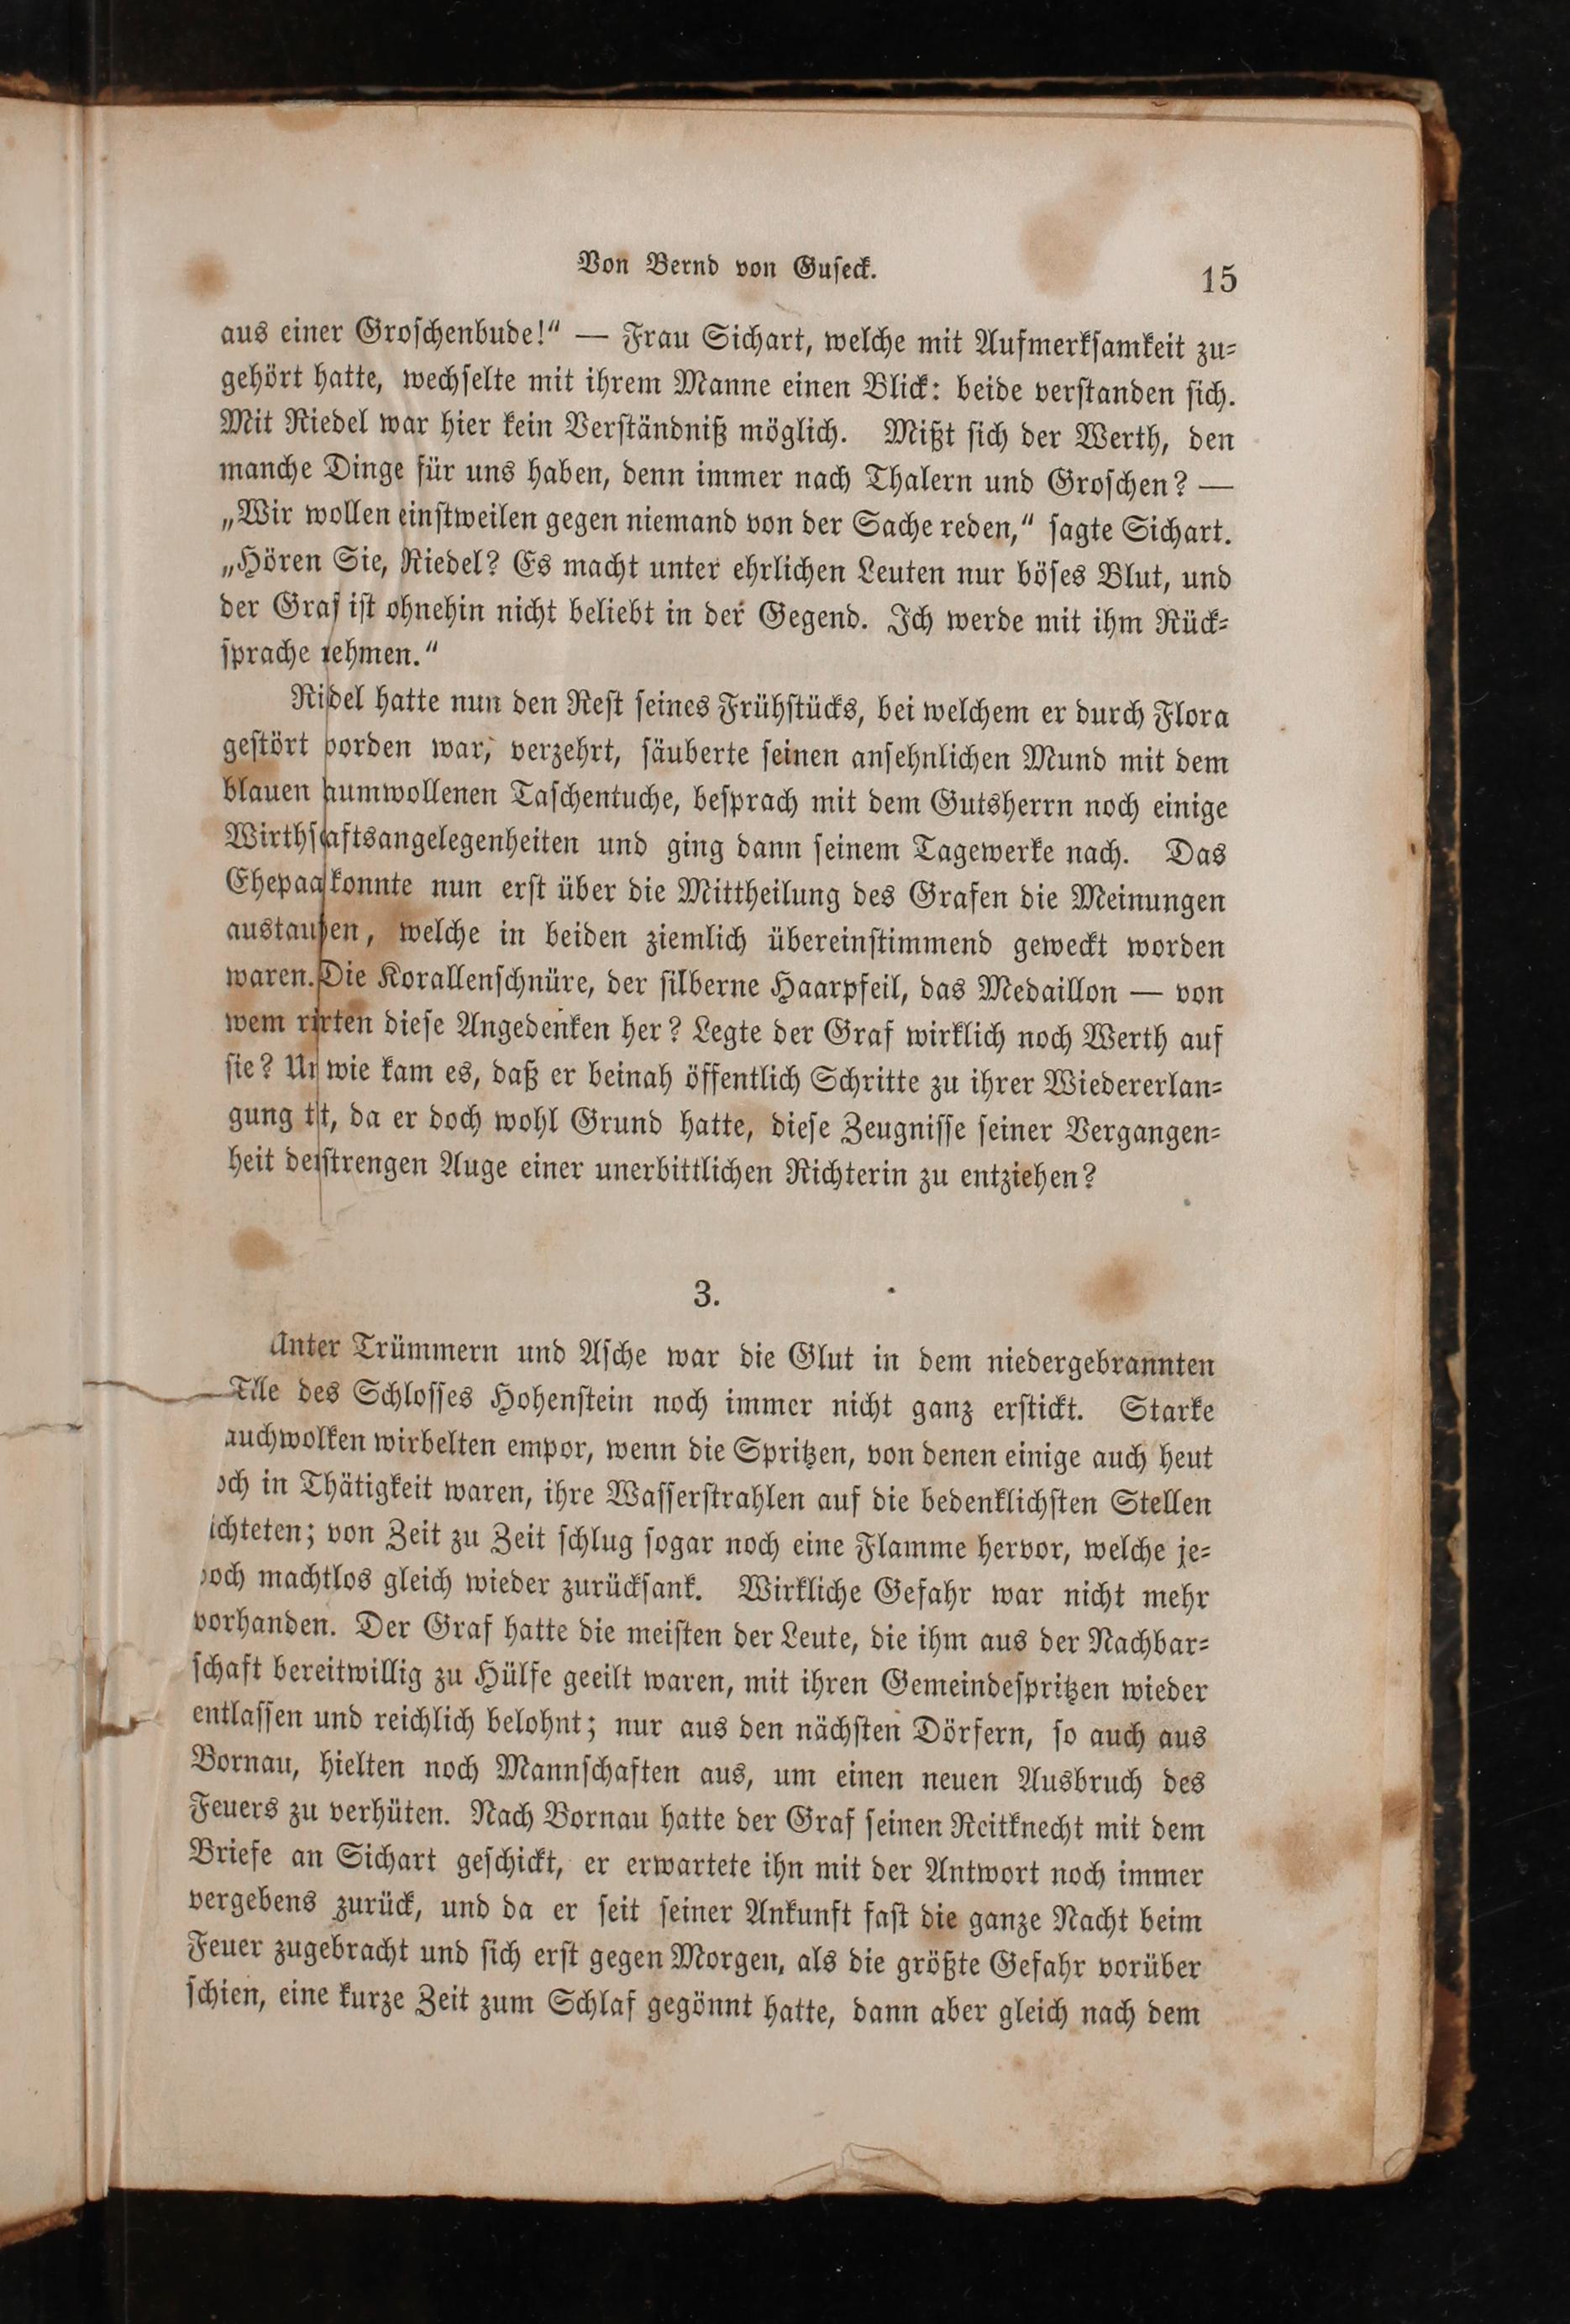 Von Bernd von Guseck.
15
aus einer Groschenbude!“ — Frau Sichart, welche mit Aufmerksamkeit zu-
gehört hatte, wechselte mit ihrem Manne einen Blick: beide verstanden sich.
Mit Riedel war hier kein Verständniß möglich. Mißt sich der Werth, den
manche Dinge für uns haben, denn immer nach Thalern und Groschen? —
„Wir wollen einstweilen gegen niemand von der Sache reden,“ sagte Sichart.
„Hören Sie, Riedel? Es macht unter ehrlichen Leuten nur böses Blut, und
der Graf ist ohnehin nicht beliebt in der Gegend. Ich werde mit ihm Rück-
sprache
hatte nun den Rest seines Frühstücks, bei welchem er durch Flora
gestört war, verzehrt, säuberte seinen ansehnlichen Mund mit dem
blauen Taschentuche, besprach mit dem Gutsherrn noch einige
und ging dann seinem Tagewerke nach. Das
konnte nun erst über die Mittheilung des Grafen die Meinungen
welche in beiden ziemlich übereinstimmend geweckt worden
waren. Die Korallenschnüre, der silberne Haarpfeil, das Medaillon — von
wem diese Angedenken her? Legte der Graf wirklich noch Werth auf
sie? wie kam es, daß er beinah öffentlich Schritte zu ihrer Wiedererlan-
gung da er doch wohl Grund hatte, diese Zeugnisse seiner Vergangen-
heit strengen Auge einer unerbittlichen Richterin zu entziehen?
3.
Unter Trümmern und Asche war die Glut in dem niedergebrannten
des Schlosses Hohenstein noch immer nicht ganz erstickt. Starke
wirbelten empor, wenn die Spritzen, von denen einige auch heut
in Thätigkeit waren, ihre Wasserstrahlen auf die bedenklichsten Stellen
von Zeit zu Zeit schlug sogar noch eine Flamme hervor, welche je-
machtlos gleich wieder zurücksank. Wirkliche Gefahr war nicht mehr
vorhanden. Der Graf hatte die meisten der Leute, die ihm aus der Nachbar-
schaft bereitwillig zu Hülfe geeilt waren, mit ihren Gemeindespritzen wieder
entlassen und reichlich belohnt; nur aus den nächsten Dörfern, so auch aus
Bornau, hielten noch Mannschaften aus, um einen neuen Ausbruch des
Feuers zu verhüten. Nach Bornau hatte der Graf seinen Reitknecht mit dem
Briefe an Sichart geschickt, er erwartete ihn mit der Antwort noch immer
vergebens zurück, und da er seit seiner Ankunft fast die ganze Nacht beim
Feuer zugebracht und sich erst gegen Morgen, als die größte Gefahr vorüber
schien, eine kurze Zeit zum Schlaf gegönnt hatte, dann aber gleich nach dem